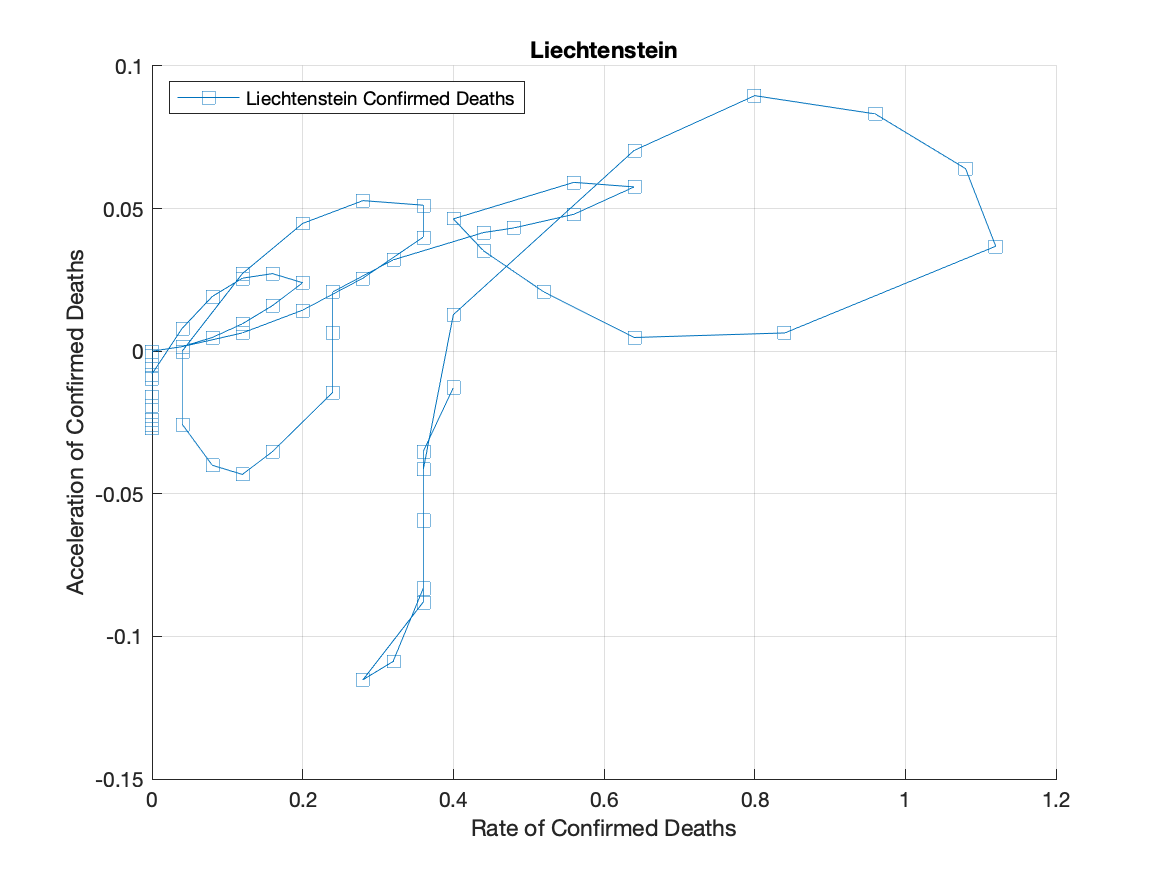 Liechtenstein
0.1
Liechtenstein Confirmed Deaths
0.05
0
-0.05
-0.1
-0.15
Acceleration of Confirmed Deaths
0 0.2 0.4 0.6 0.8 1 1.2
Rate of Confirmed Deaths